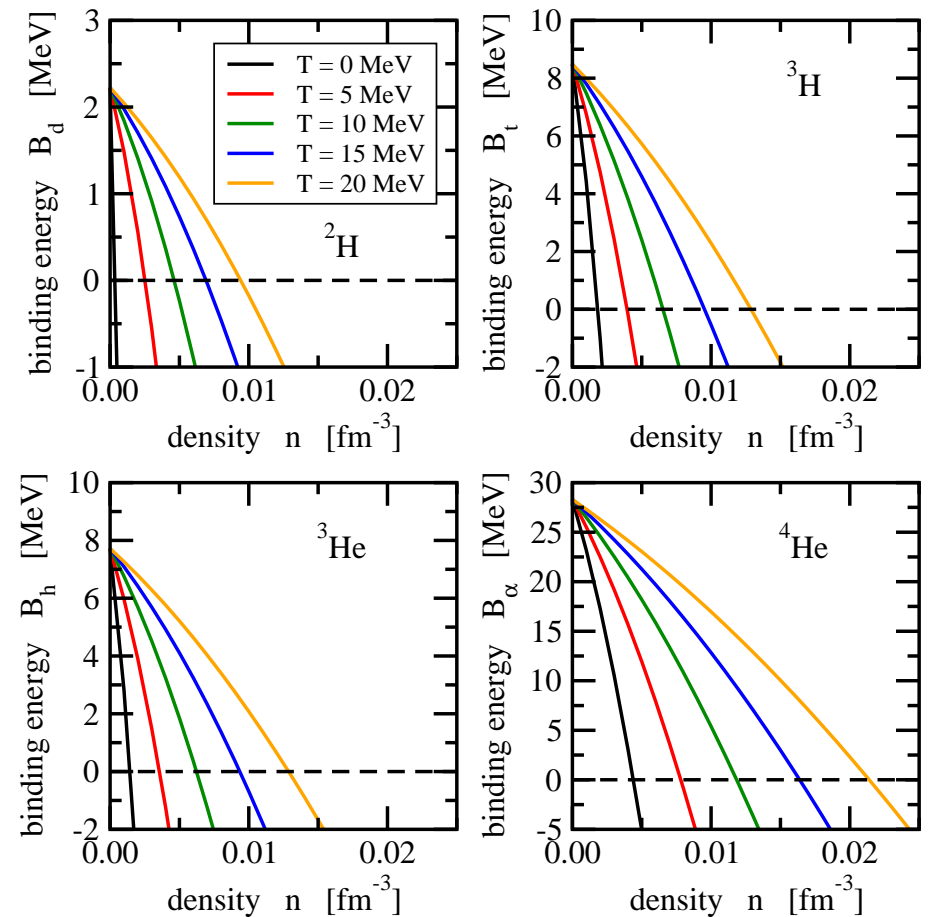 binding energy B_d [MeV]
3
2
1
0
-1
T = 0 MeV
T = 5 MeV
T = 10 MeV
T = 15 MeV
T = 20 MeV
²H
0.00 0.01 0.02
density n [fm⁻³]
binding energy B_t [MeV]
10
8
6
4
2
0
-2
³H
0.00 0.01 0.02
density n [fm⁻³]
binding energy B_h [MeV]
10
8
6
4
2
0
-2
³He
0.00 0.01 0.02
density n [fm⁻³]
binding energy B_α [MeV]
30
25
20
15
10
5
0
-5
⁴He
0.00 0.01 0.02
density n [fm⁻³]